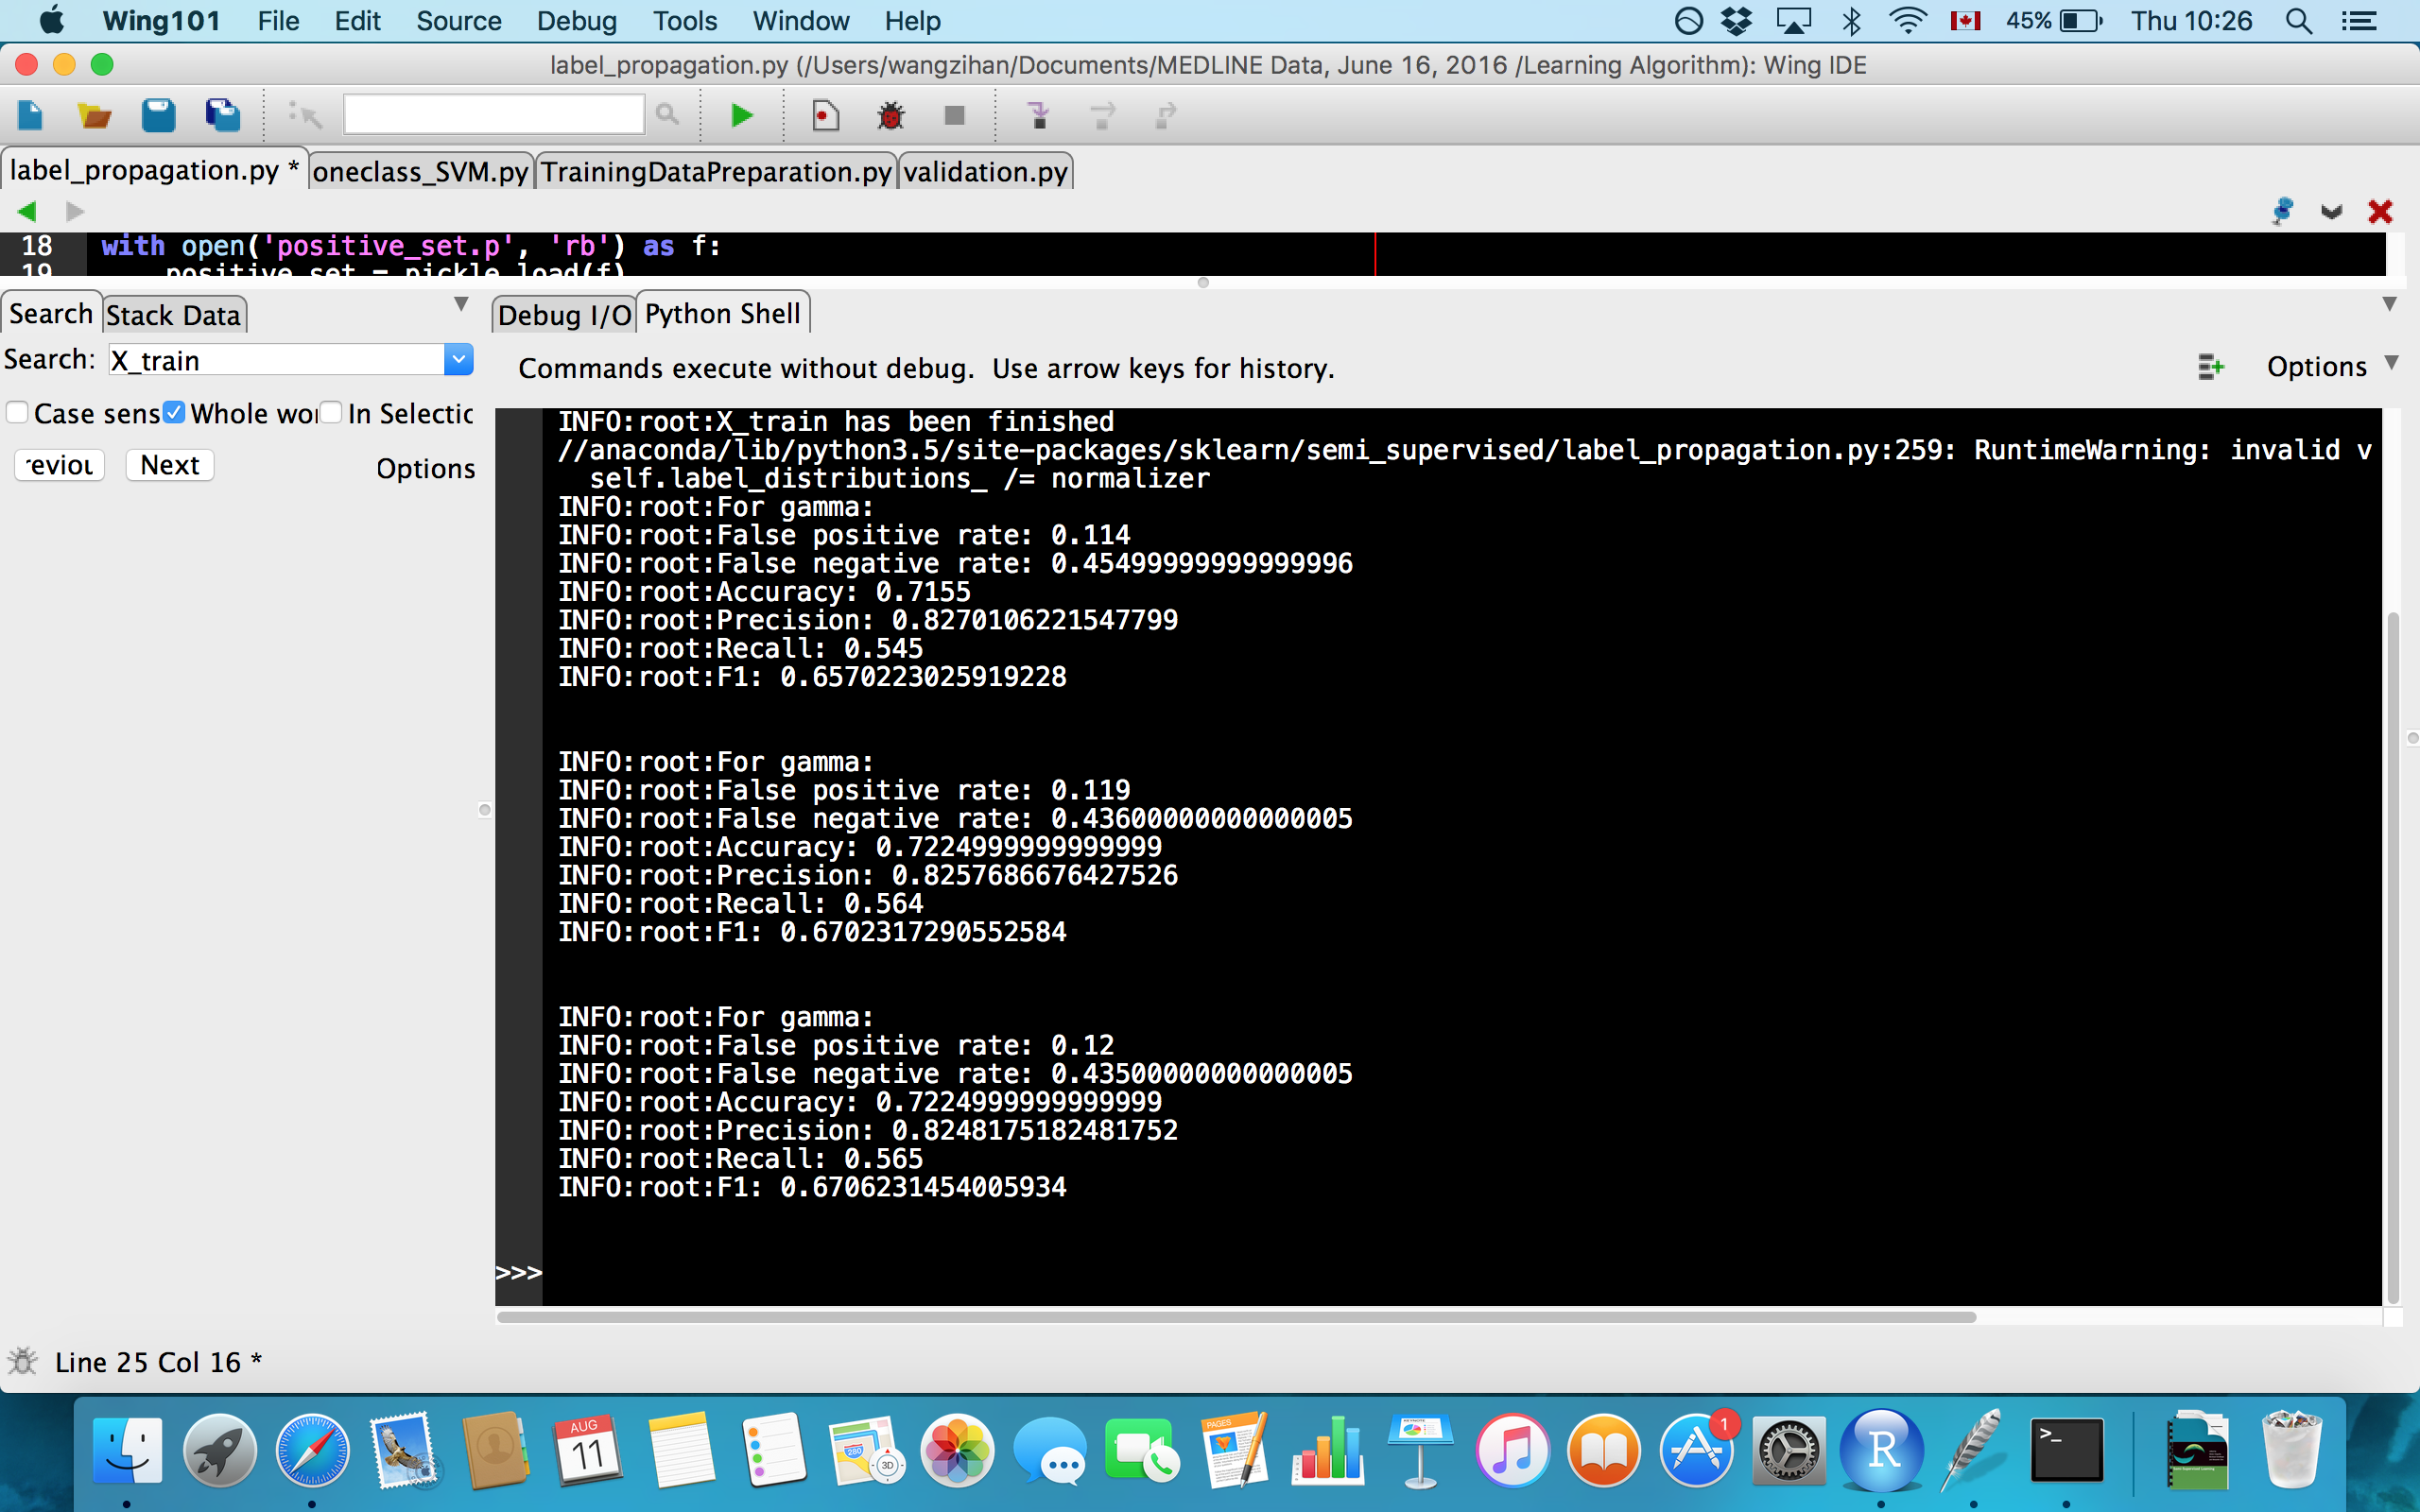 Wing101 File Edit Source Debug Tools Window Help 45% Thu 10:26
label_propagation.py (/Users/wangzihan/Documents/MEDLINE Data, June 16, 2016 /Learning Algorithm): Wing IDE
label_propagation.py * oneclass_SVM.py TrainingDataPreparation.py validation.py
18 with open('positive_set.p', 'rb') as f:
19 positive_set = pickle.load(f)
Search Stack Data
Search: X_train
Case sens Whole wor In Selectic
reviou Next Options
Debug I/O Python Shell
Commands execute without debug. Use arrow keys for history. Options
INFO:root:X_train has been finished
//anaconda/lib/python3.5/site-packages/sklearn/semi_supervised/label_propagation.py:259: RuntimeWarning: invalid v
self.label_distributions_ /= normalizer
INFO:root:For gamma:
INFO:root:False positive rate: 0.114
INFO:root:False negative rate: 0.45499999999999996
INFO:root:Accuracy: 0.7155
INFO:root:Precision: 0.8270106221547799
INFO:root:Recall: 0.545
INFO:root:F1: 0.6570223025919228
INFO:root:For gamma:
INFO:root:False positive rate: 0.119
INFO:root:False negative rate: 0.43600000000000005
INFO:root:Accuracy: 0.7224999999999999
INFO:root:Precision: 0.8257686676427526
INFO:root:Recall: 0.564
INFO:root:F1: 0.6702317290552584
INFO:root:For gamma:
INFO:root:False positive rate: 0.12
INFO:root:False negative rate: 0.43500000000000005
INFO:root:Accuracy: 0.7224999999999999
INFO:root:Precision: 0.8248175182481752
INFO:root:Recall: 0.565
INFO:root:F1: 0.6706231454005934
>>>
Line 25 Col 16 *
AUG
11
280
3D
PAGES
KEYNOTE
1
R
>_